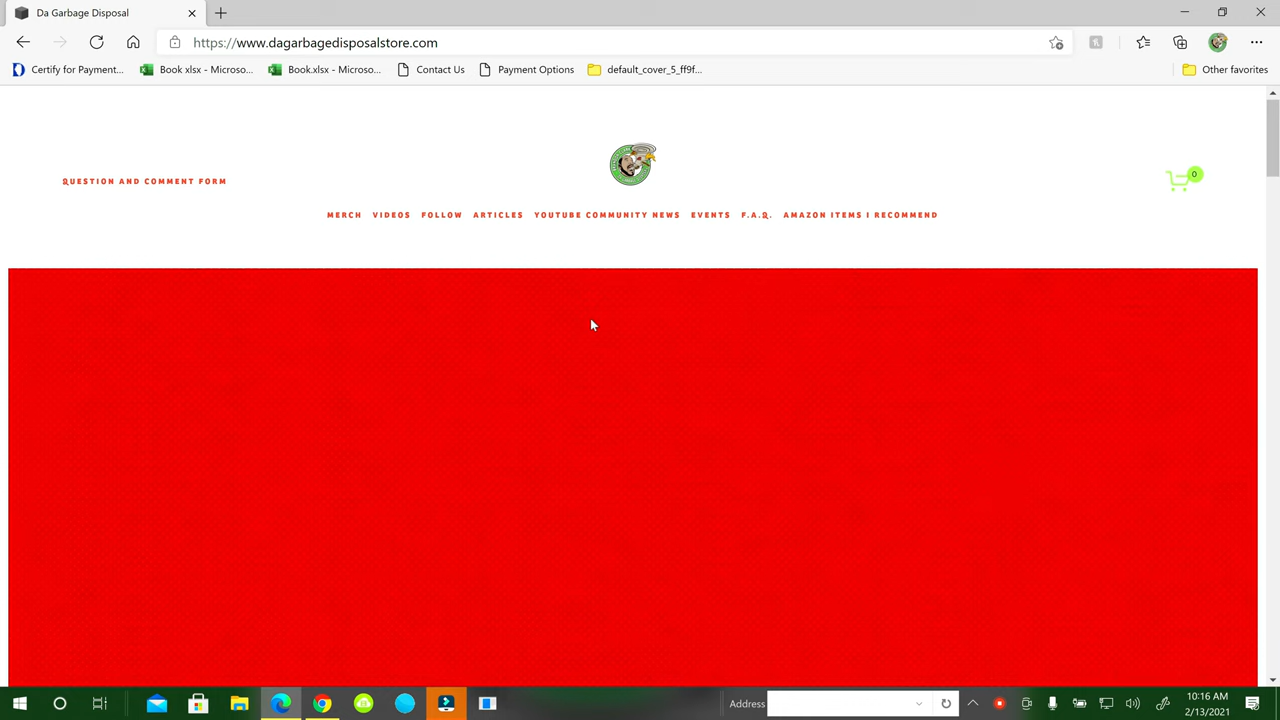 Da Garbage Disposal
https://www.dagarbagedisposalstore.com
Certify for Payment... Book xlsx - Microso... Book.xlsx - Microso... Contact Us Payment Options default_cover_5_ff9f... Other favorites
QUESTION AND COMMENT FORM
0
MERCH VIDEOS FOLLOW ARTICLES YOUTUBE COMMUNITY NEWS EVENTS F.A.Q. AMAZON ITEMS I RECOMMEND
Address
10:16 AM
2/13/2021